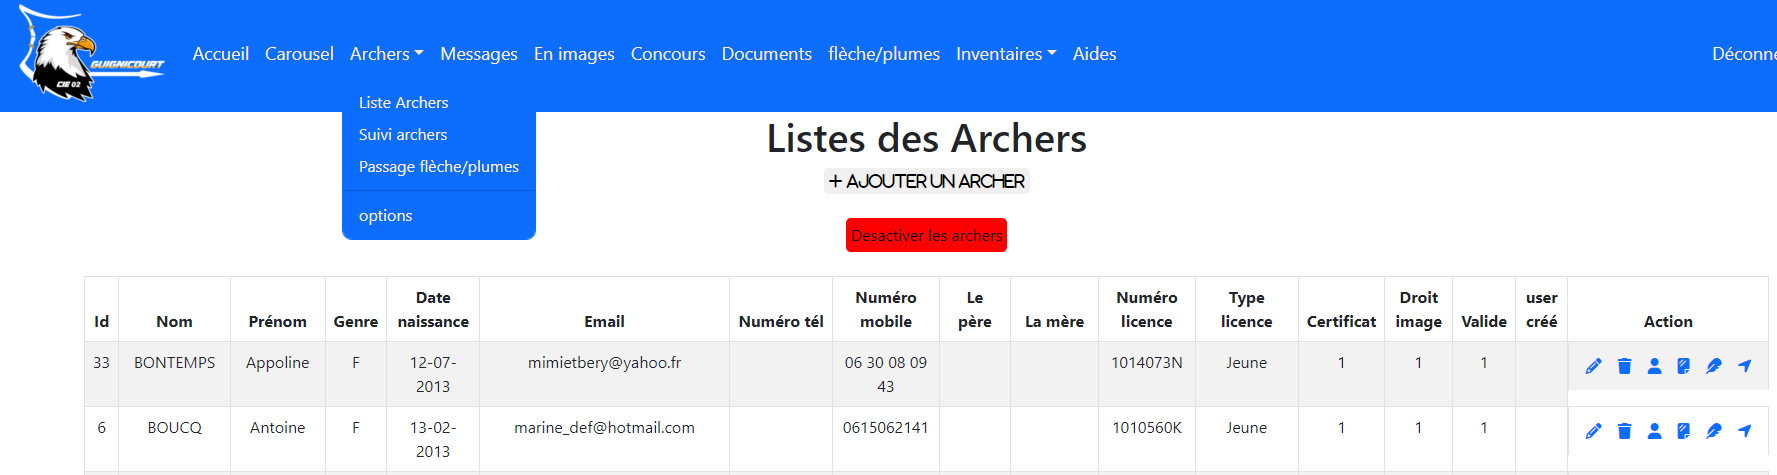 GUIGNICOURT
CIE 02
Accueil Carousel Archers Messages En images Concours Documents flèche/plumes Inventaires Aides Déconne
Liste Archers
Suivi archers
Passage flèche/plumes
options
Listes des Archers
+ AJOUTER UN ARCHER
Desactiver les archers
Id Nom Prénom Genre Date naissance Email Numéro tél Numéro mobile Le père La mère Numéro licence Type licence Certificat Droit image Valide user créé Action
33 BONTEMPS Appoline F 12-07-2013 mimietbery@yahoo.fr 06 30 08 09 43 1014073N Jeune 1 1 1
6 BOUCQ Antoine F 13-02-2013 marine_def@hotmail.com 0615062141 1010560K Jeune 1 1 1